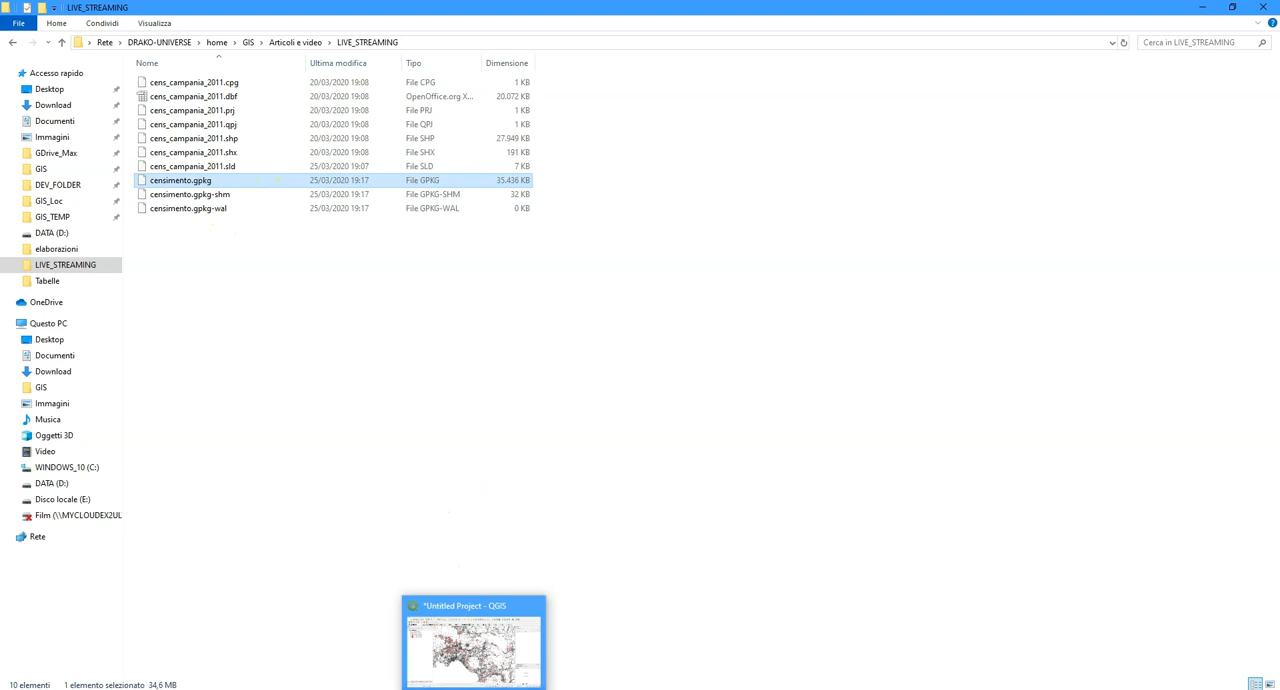 LIVE_STREAMING
File Home Condividi Visualizza
Rete > DRAKO-UNIVERSE > home > GIS > Articoli e video > LIVE_STREAMING
Cerca in LIVE_STREAMING
Nome Ultima modifica Tipo Dimensione
cens_campania_2011.cpg 20/03/2020 19:08 File CPG 1 KB
cens_campania_2011.dbf 20/03/2020 19:08 OpenOffice.org X... 20.072 KB
cens_campania_2011.prj 20/03/2020 19:08 File PRJ 1 KB
cens_campania_2011.qpj 20/03/2020 19:08 File QPJ 1 KB
cens_campania_2011.shp 20/03/2020 19:08 File SHP 27.949 KB
cens_campania_2011.shx 20/03/2020 19:08 File SHX 191 KB
cens_campania_2011.sld 25/03/2020 19:07 File SLD 7 KB
censimento.gpkg 25/03/2020 19:17 File GPKG 35.436 KB
censimento.gpkg-shm 25/03/2020 19:17 File GPKG-SHM 32 KB
censimento.gpkg-wal 25/03/2020 19:17 File GPKG-WAL 0 KB
Accesso rapido
Desktop
Download
Documenti
Immagini
GDrive_Max
GIS
DEV_FOLDER
GIS_Loc
GIS_TEMP
DATA (D:)
elaborazioni
LIVE_STREAMING
Tabelle
OneDrive
Questo PC
Desktop
Documenti
Download
GIS
Immagini
Musica
Oggetti 3D
Video
WINDOWS_10 (C:)
DATA (D:)
Disco locale (E:)
Film (\\MYCLOUDEX2UL
Rete
*Untitled Project - QGIS
10 elementi 1 elemento selezionato 34,6 MB